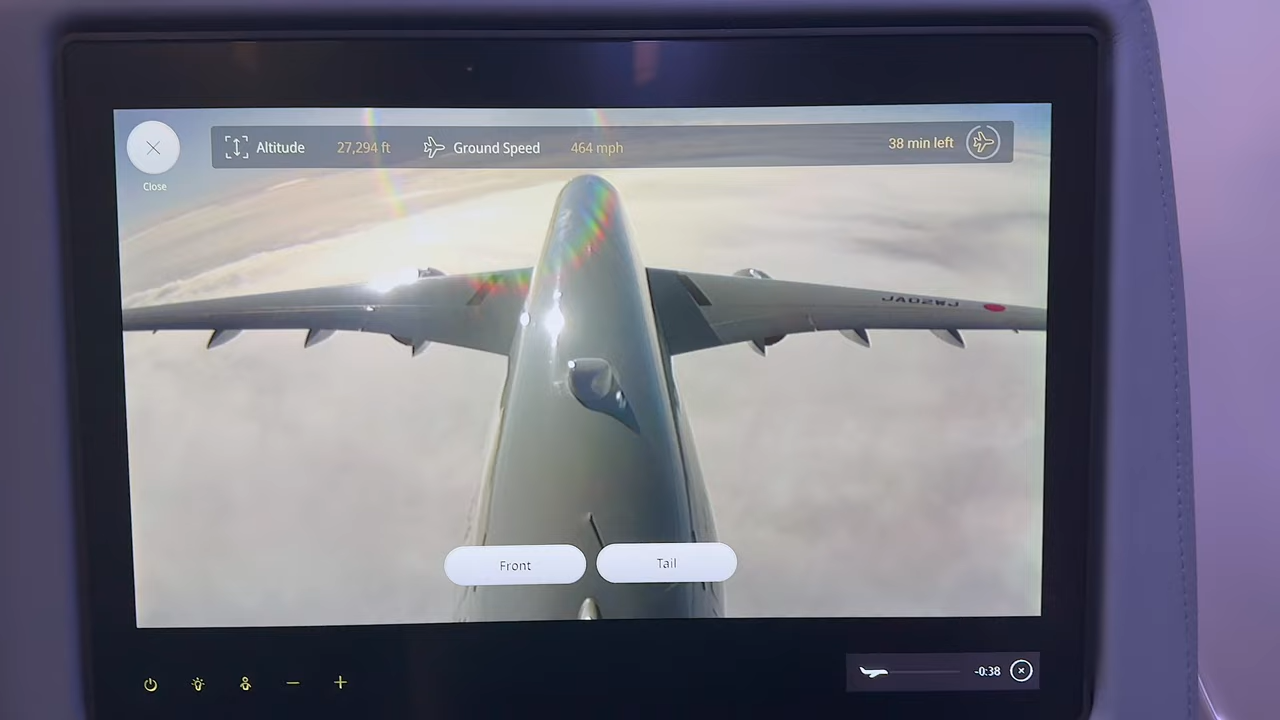 Altitude 27,294 ft Ground Speed 464 mph 38 min left
Close
JA02WJ
Front Tail
-0:38